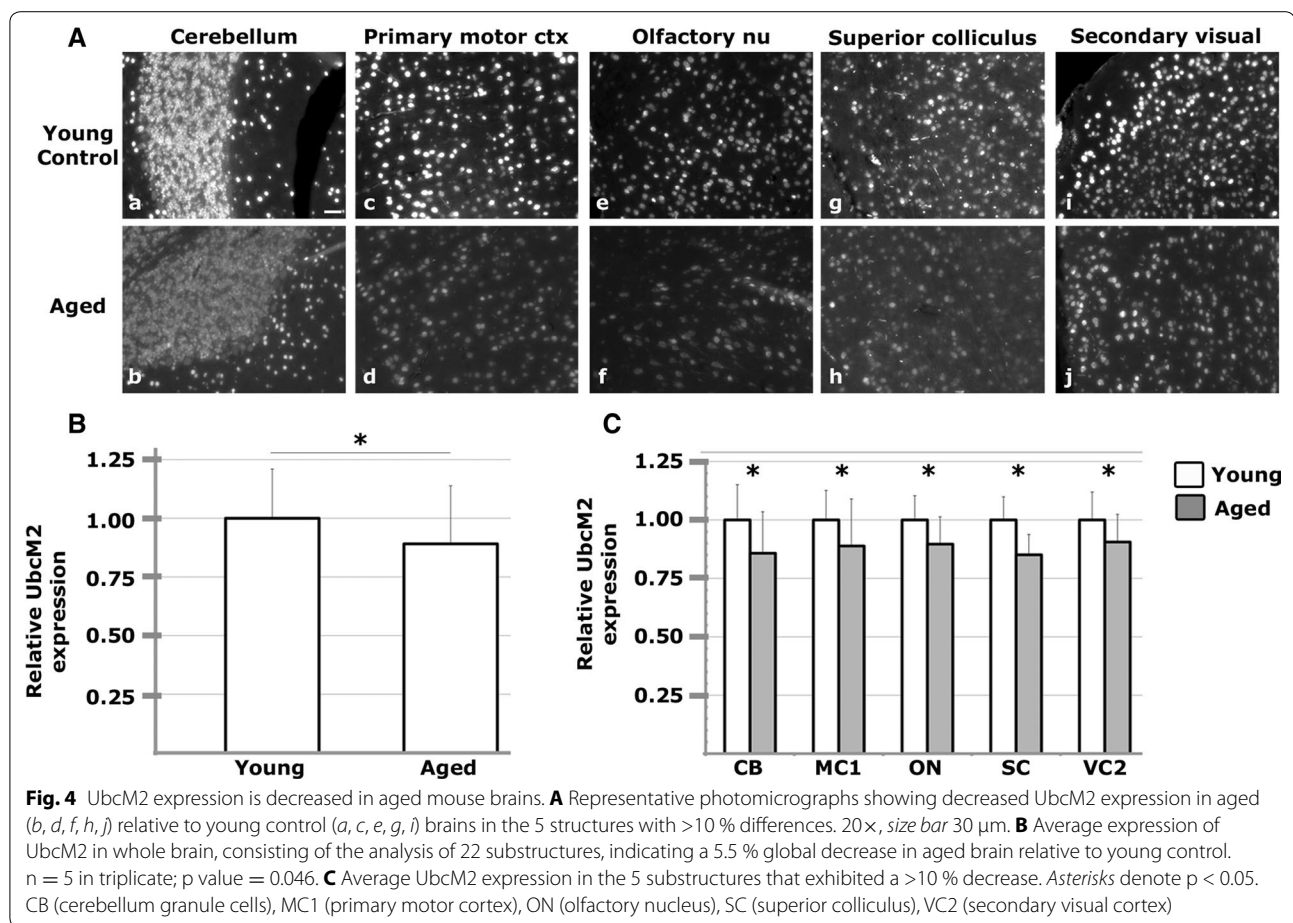 A
Cerebellum Primary motor ctx Olfactory nu Superior colliculus Secondary visual
Young
Control
a c e g i
Aged
b d f h j
B
*
1.25
1.00
0.75
0.50
0.25
Relative UbcM2
expression
Young Aged
C
* * * * *
1.25
1.00
0.75
0.50
0.25
Relative UbcM2
expression
CB MC1 ON SC VC2
Young
Aged
Fig. 4 UbcM2 expression is decreased in aged mouse brains. A Representative photomicrographs showing decreased UbcM2 expression in aged
(b, d, f, h, j) relative to young control (a, c, e, g, i) brains in the 5 structures with >10 % differences. 20×, size bar 30 µm. B Average expression of
UbcM2 in whole brain, consisting of the analysis of 22 substructures, indicating a 5.5 % global decrease in aged brain relative to young control.
n = 5 in triplicate; p value = 0.046. C Average UbcM2 expression in the 5 substructures that exhibited a >10 % decrease. Asterisks denote p < 0.05.
CB (cerebellum granule cells), MC1 (primary motor cortex), ON (olfactory nucleus), SC (superior colliculus), VC2 (secondary visual cortex)